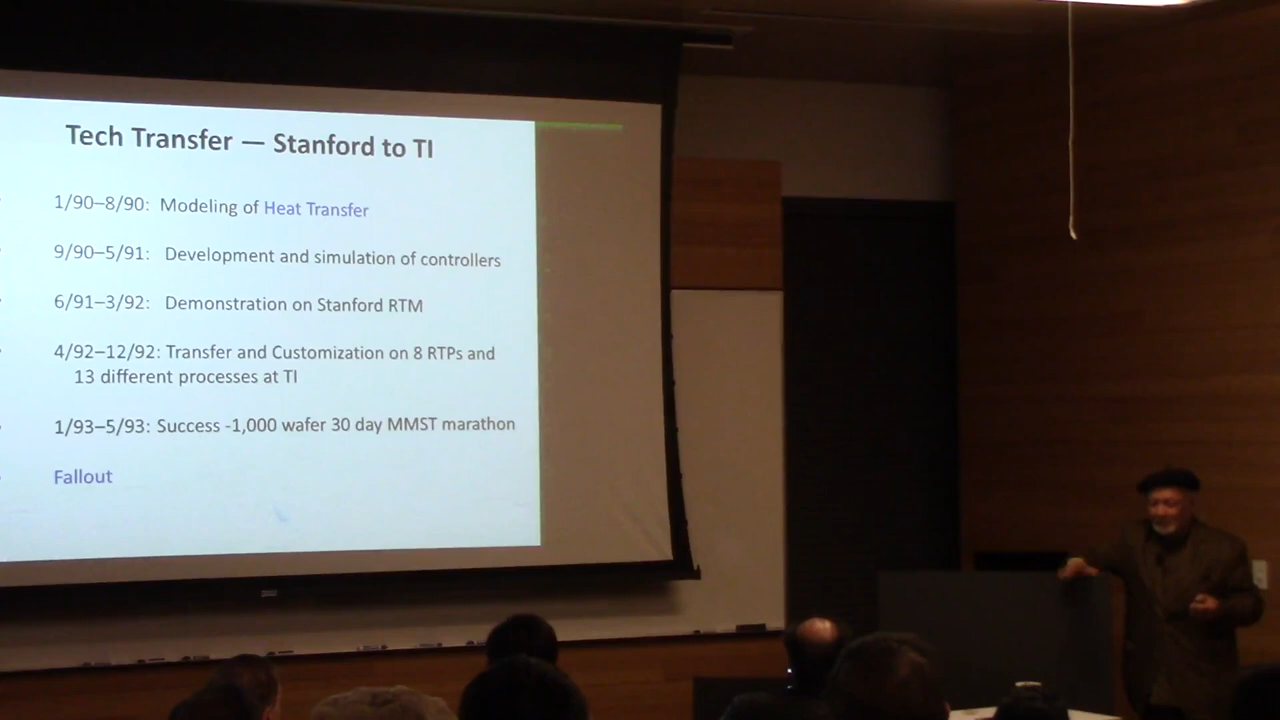 Tech Transfer — Stanford to TI
1/90–8/90: Modeling of Heat Transfer
9/90–5/91: Development and simulation of controllers
6/91–3/92: Demonstration on Stanford RTM
4/92–12/92: Transfer and Customization on 8 RTPs and
13 different processes at TI
1/93–5/93: Success -1,000 wafer 30 day MMST marathon
Fallout